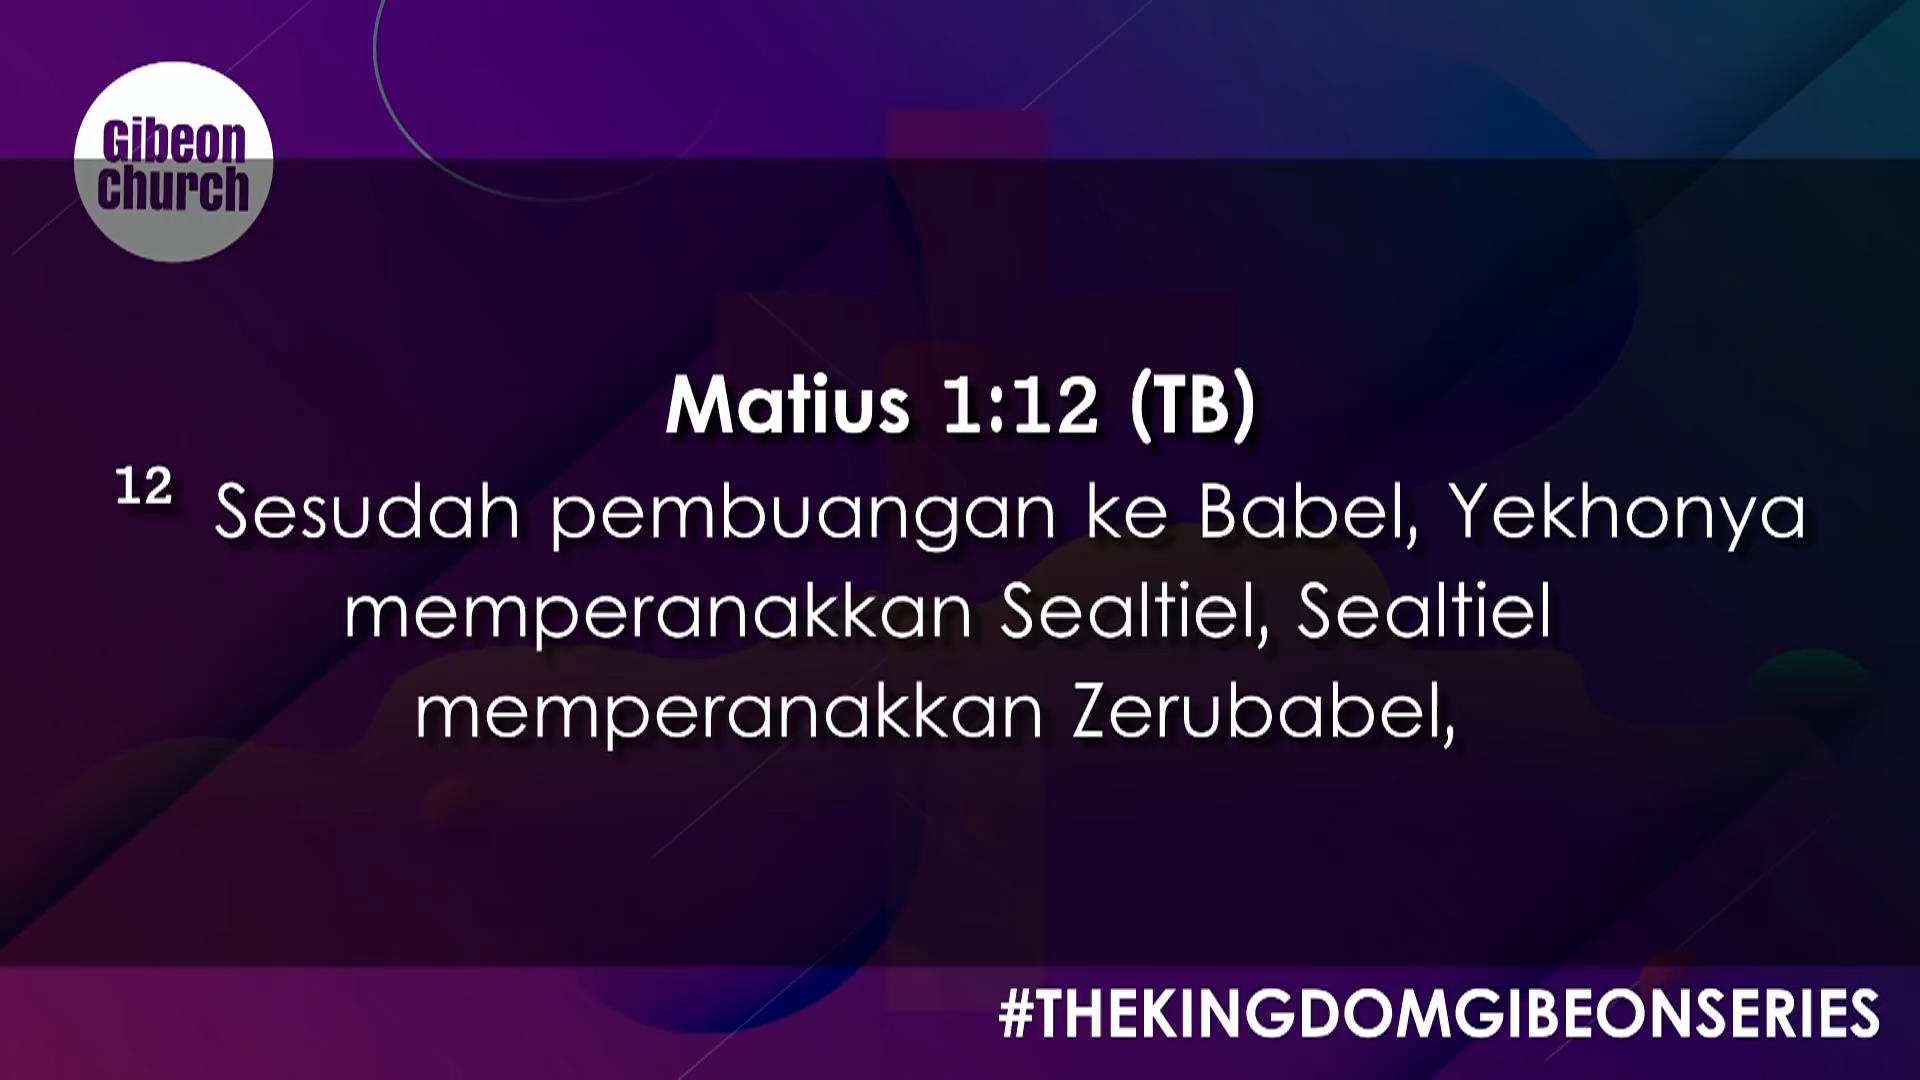 Gibeon
church
Matius 1:12 (TB)
12 Sesudah pembuangan ke Babel, Yekhonya
memperanakkan Sealtiel, Sealtiel
memperanakkan Zerubabel,
#THEKINGDOMGIBEONSERIES